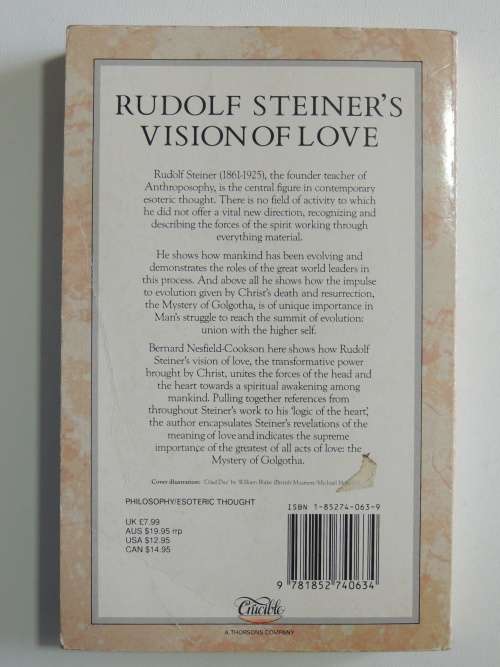 RUDOLF STEINER'S
VISION OF LOVE
Rudolf Steiner (1861-1925), the founder teacher of
Anthroposophy, is the central figure in contemporary
esoteric thought. There is no field of activity to which
he did not offer a vital new direction, recognizing and
describing the forces of the spirit working through
everything material.
He shows how mankind has been evolving and
demonstrates the roles of the great world leaders in
this process. And above all he shows how the impulse
to evolution given by Christ's death and resurrection,
the Mystery of Golgotha, is of unique importance in
Man's struggle to reach the summit of evolution:
union with the higher self.
Bernard Nesfield-Cookson here shows how Rudolf
Steiner's vision of love, the transformative power
brought by Christ, unites the forces of the head and
the heart towards a spiritual awakening among
mankind. Pulling together references from
throughout Steiner's work to his 'logic of the heart',
the author encapsulates Steiner's revelations of the
meaning of love and indicates the supreme
importance of the greatest of all acts of love: the
Mystery of Golgotha.
Cover illustration: 'Glad Day' by William Blake (British Museum/Michael
PHILOSOPHY/ESOTERIC THOUGHT
UK £7.99
AUS $19.95 rrp
USA $12.95
CAN $14.95
ISBN 1-85274-063-9
9 781852 740634
Crucible
A THORSONS COMPANY